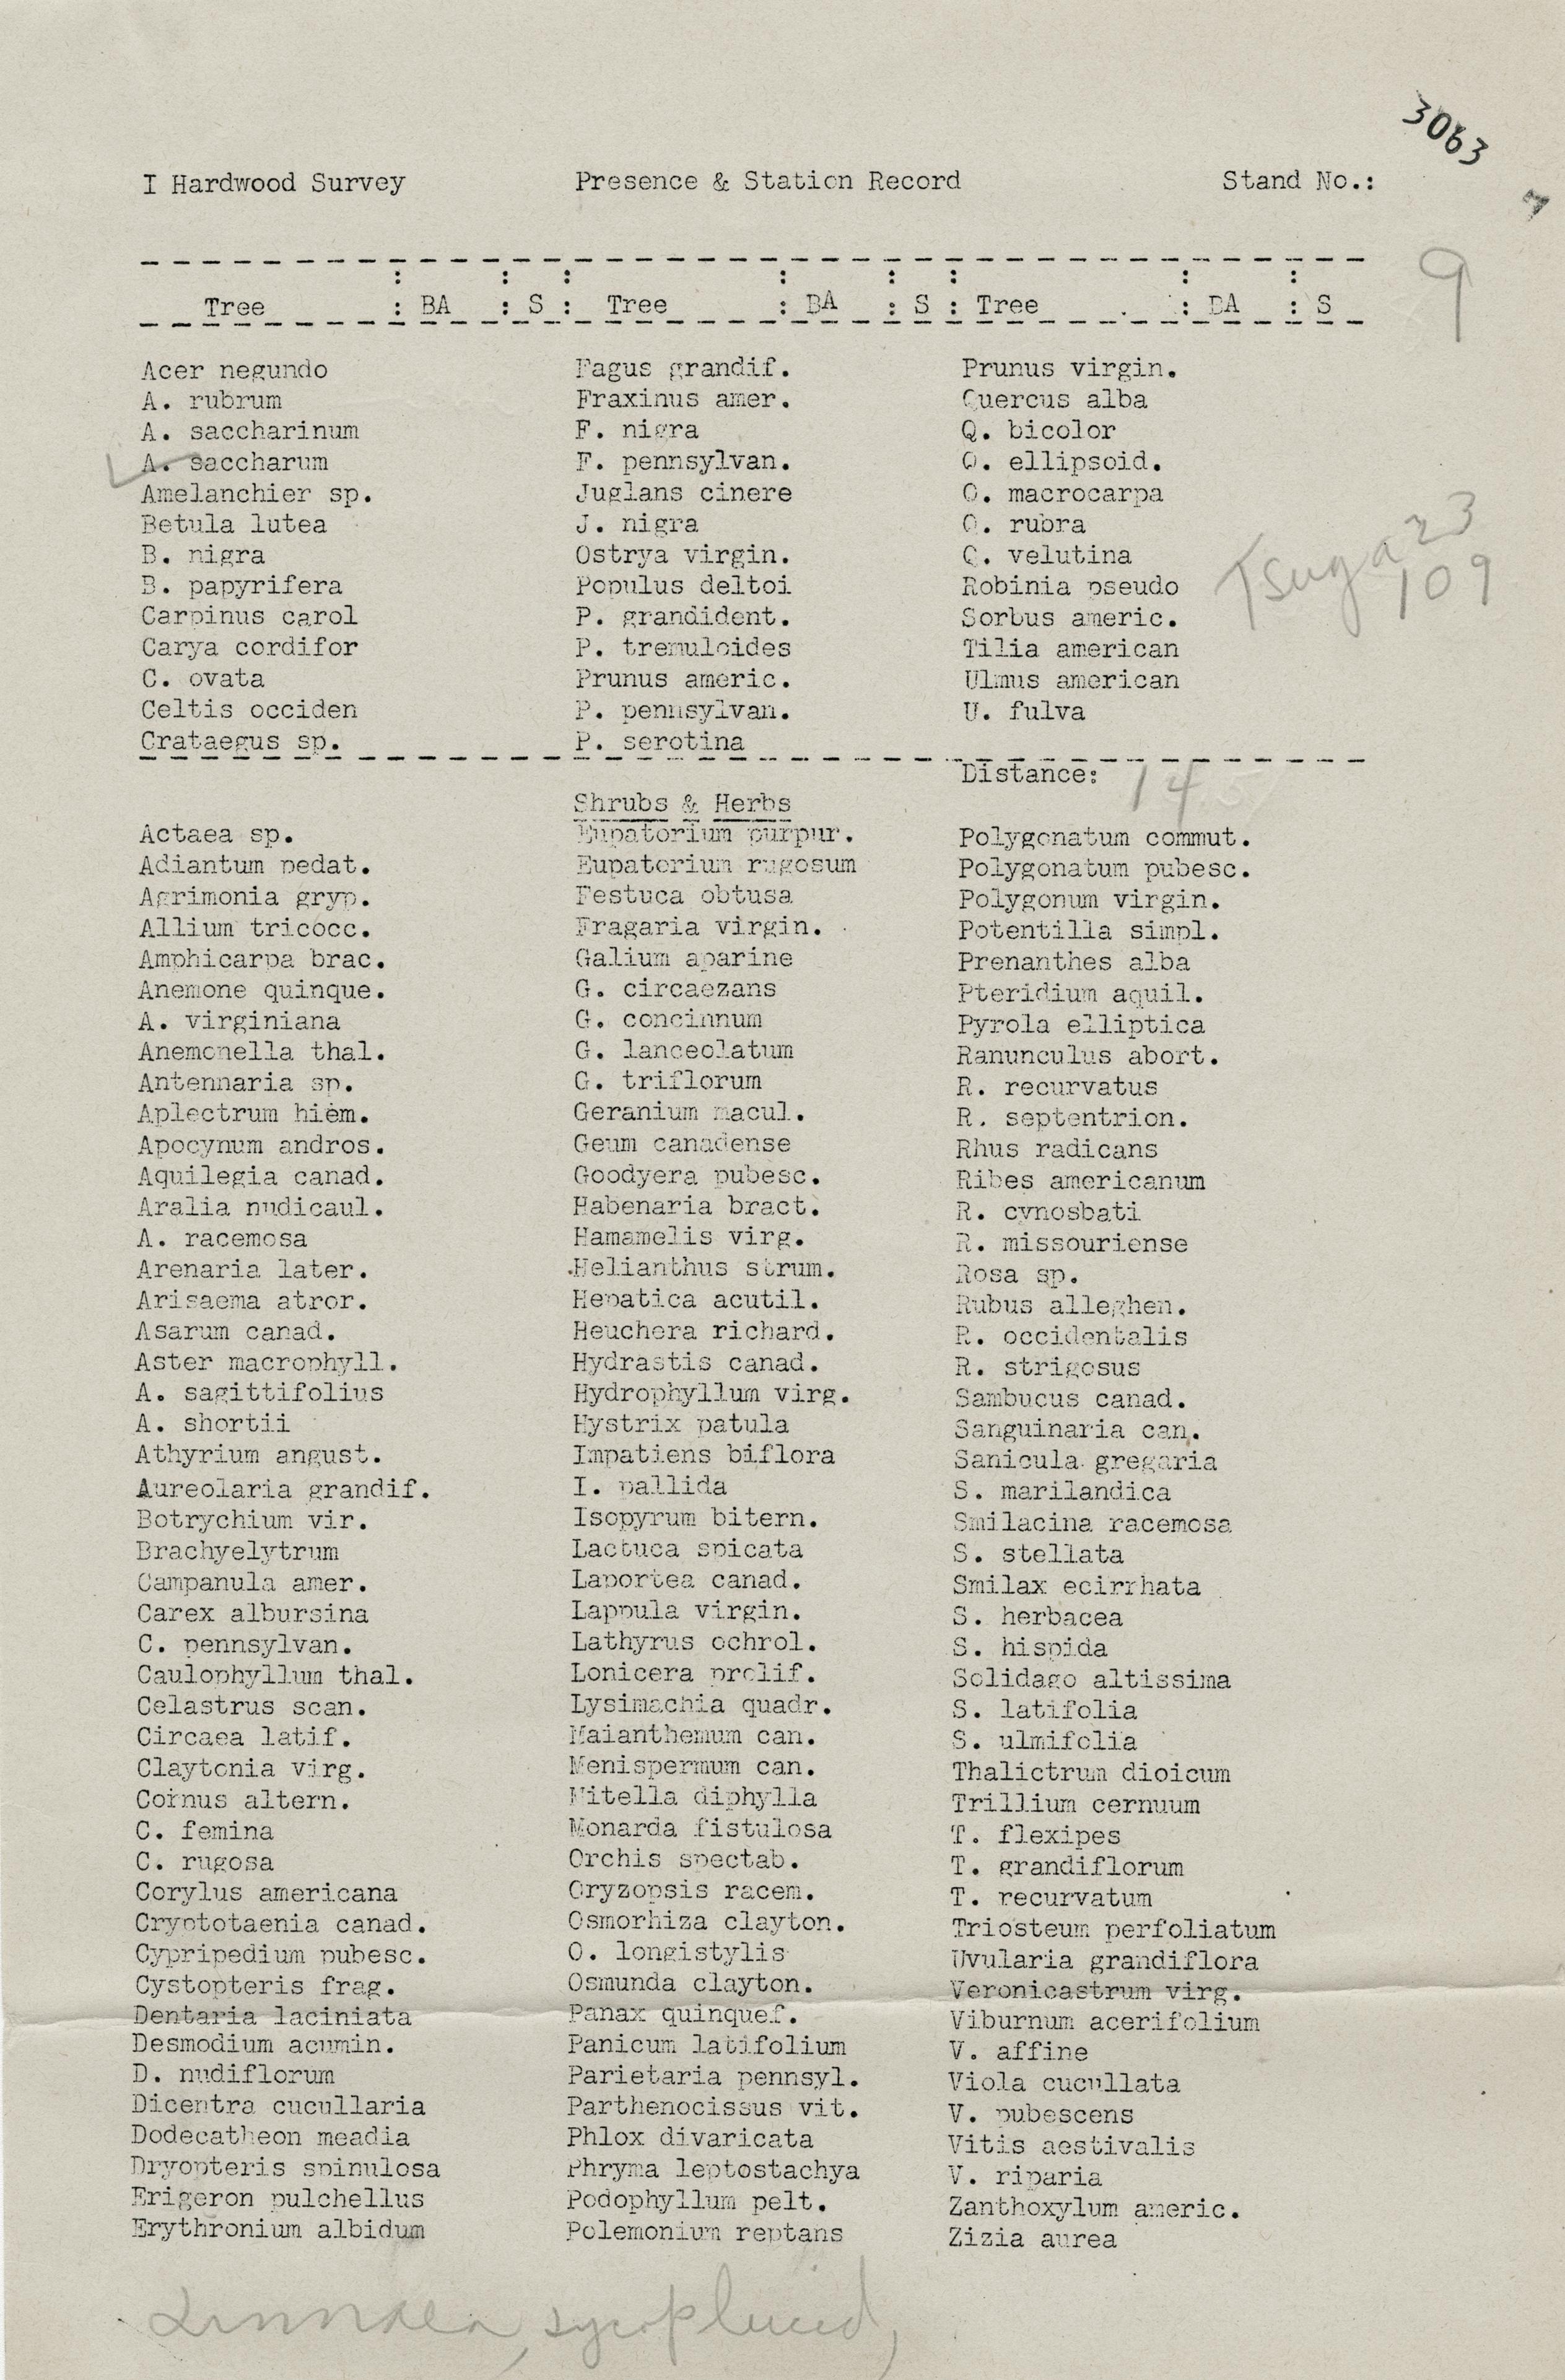 3063
I Hardwood Survey Presence & Station Record Stand No.:
9
Tree : BA : S : Tree : BA : S : Tree : BA : S
Acer negundo Fagus grandif. Prunus virgin.
A. rubrum Fraxinus amer. Quercus alba
A. saccharinum F. nigra Q. bicolor
✓ A. saccharum F. pennsylvan. Q. ellipsoid.
Amelanchier sp. Juglans cinere Q. macrocarpa
Betula lutea J. nigra Q. rubra
B. nigra Ostrya virgin. Q. velutina
B. papyrifera Populus deltoi Robinia pseudo
Tsuga 23
109
Carpinus carol P. grandident. Sorbus americ.
Carya cordifor P. tremuloides Tilia american
C. ovata Prunus americ. Ulmus american
Celtis occiden P. pennsylvan. U. fulva
Crataegus sp. P. serotina
Distance: 14.57
Shrubs & Herbs
Actaea sp. Eupatorium purpur. Polygonatum commut.
Adiantum pedat. Eupatorium rugosum Polygonatum pubesc.
Agrimonia gryp. Festuca obtusa Polygonum virgin.
Allium tricocc. Fragaria virgin. Potentilla simpl.
Amphicarpa brac. Galium aparine Prenanthes alba
Anemone quinque. G. circaezans Pteridium aquil.
A. virginiana G. concinnum Pyrola elliptica
Anemonella thal. G. lanceolatum Ranunculus abort.
Antennaria sp. G. triflorum R. recurvatus
Aplectrum hiem. Geranium macul. R. septentrion.
Apocynum andros. Geum canadense Rhus radicans
Aquilegia canad. Goodyera pubesc. Ribes americanum
Aralia nudicaul. Habenaria bract. R. cynosbati
A. racemosa Hamamelis virg. R. missouriense
Arenaria later. Helianthus strum. Rosa sp.
Arisaema atror. Hepatica acutil. Rubus alleghen.
Asarum canad. Heuchera richard. R. occidentalis
Aster macrophyll. Hydrastis canad. R. strigosus
A. sagittifolius Hydrophyllum virg. Sambucus canad.
A. shortii Hystrix patula Sanguinaria can.
Athyrium angust. Impatiens biflora Sanicula gregaria
Aureolaria grandif. I. pallida S. marilandica
Botrychium vir. Isopyrum bitern. Smilacina racemosa
Brachyelytrum Lactuca spicata S. stellata
Campanula amer. Laportea canad. Smilax ecirrhata
Carex albursina Lappula virgin. S. herbacea
C. pennsylvan. Lathyrus ochrol. S. hispida
Caulophyllum thal. Lonicera prolif. Solidago altissima
Celastrus scan. Lysimachia quadr. S. latifolia
Circaea latif. Maianthemum can. S. ulmifolia
Claytonia virg. Menispermum can. Thalictrum dioicum
Cornus altern. Mitella diphylla Trillium cernuum
C. femina Monarda fistulosa T. flexipes
C. rugosa Orchis spectab. T. grandiflorum
Corylus americana Oryzopsis racem. T. recurvatum
Cryptotaenia canad. Osmorhiza clayton. Triosteum perfoliatum
Cypripedium pubesc. O. longistylis Uvularia grandiflora
Cystopteris frag. Osmunda clayton. Veronicastrum virg.
Dentaria laciniata Panax quinquef. Viburnum acerifolium
Desmodium acumin. Panicum latifolium V. affine
D. nudiflorum Parietaria pennsyl. Viola cucullata
Dicentra cucullaria Parthenocissus vit. V. pubescens
Dodecatheon meadia Phlox divaricata Vitis aestivalis
Dryopteris spinulosa Phryma leptostachya V. riparia
Erigeron pulchellus Podophyllum pelt. Zanthoxylum americ.
Erythronium albidum Polemonium reptans Zizia aurea
Linnaea,